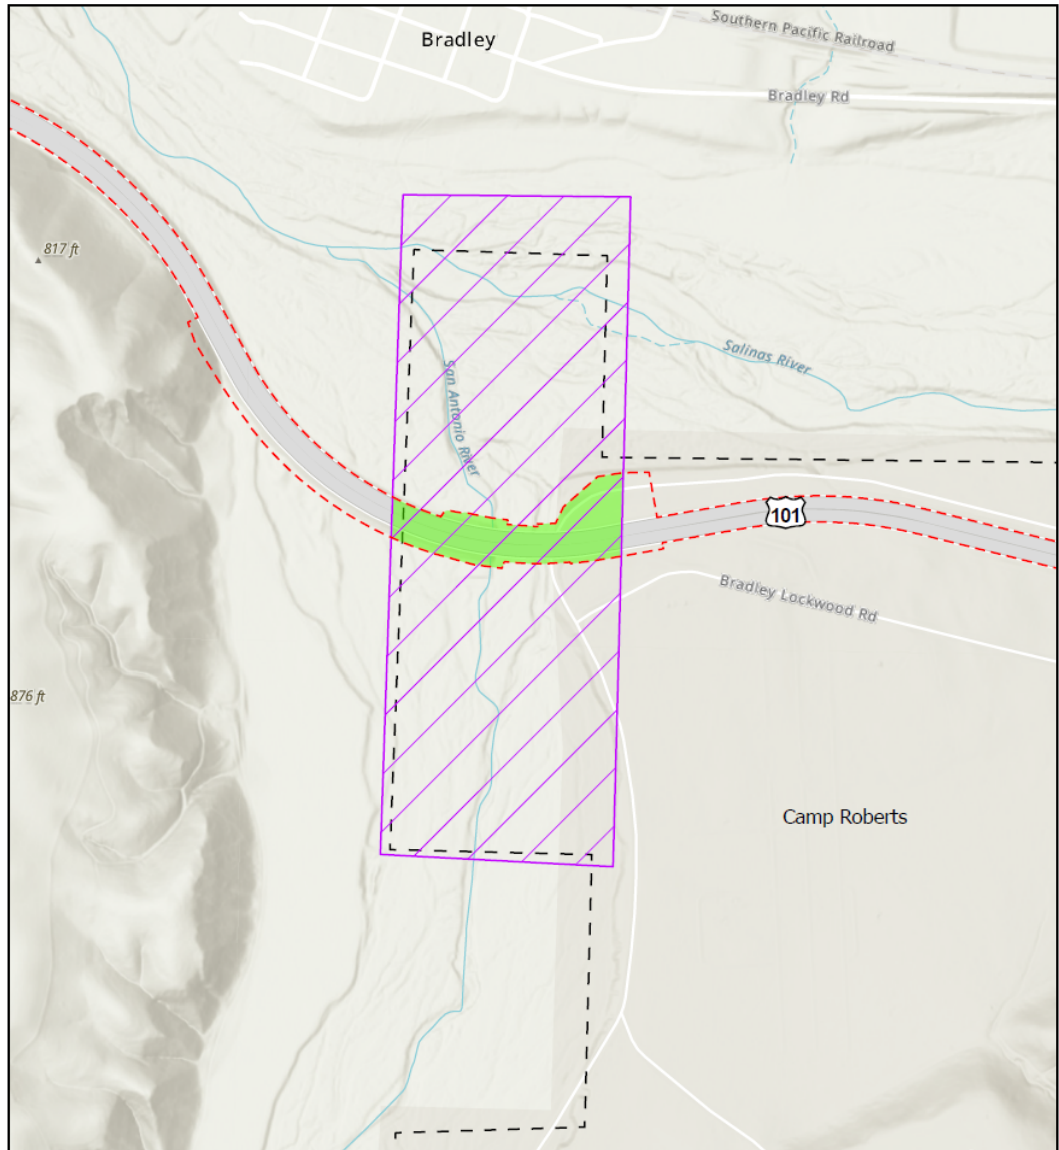 Southern Pacific Railroad
Bradley
Bradley Rd
817 ft
Salinas River
San Antonio River
101
Bradley Lockwood Rd
876 ft
Camp Roberts